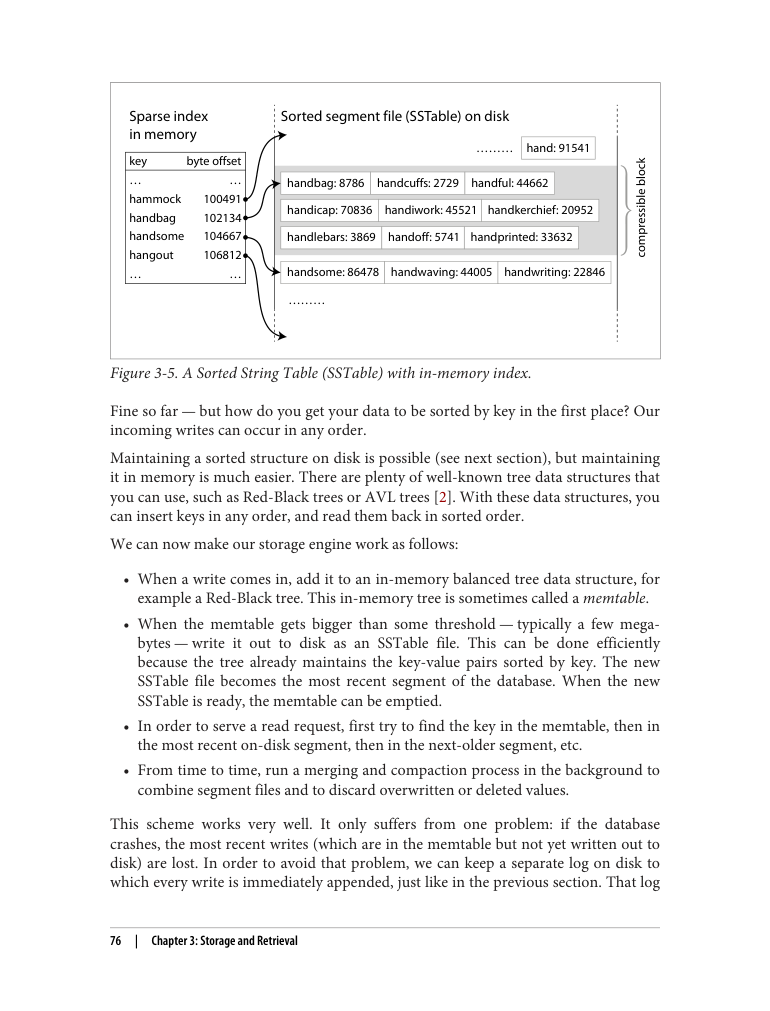 Sparse index
in memory
key byte offset
... ...
hammock 100491
handbag 102134
handsome 104667
hangout 106812
... ...
Sorted segment file (SSTable) on disk
......... hand: 91541
handbag: 8786 handcuffs: 2729 handful: 44662
handicap: 70836 handiwork: 45521 handkerchief: 20952
handlebars: 3869 handoff: 5741 handprinted: 33632
handsome: 86478 handwaving: 44005 handwriting: 22846
.........
compressible block
Figure 3-5. A Sorted String Table (SSTable) with in-memory index.
Fine so far — but how do you get your data to be sorted by key in the first place? Our
incoming writes can occur in any order.
Maintaining a sorted structure on disk is possible (see next section), but maintaining
it in memory is much easier. There are plenty of well-known tree data structures that
you can use, such as Red-Black trees or AVL trees [2]. With these data structures, you
can insert keys in any order, and read them back in sorted order.
We can now make our storage engine work as follows:
• When a write comes in, add it to an in-memory balanced tree data structure, for
example a Red-Black tree. This in-memory tree is sometimes called a memtable.
• When the memtable gets bigger than some threshold — typically a few mega-
bytes — write it out to disk as an SSTable file. This can be done efficiently
because the tree already maintains the key-value pairs sorted by key. The new
SSTable file becomes the most recent segment of the database. When the new
SSTable is ready, the memtable can be emptied.
• In order to serve a read request, first try to find the key in the memtable, then in
the most recent on-disk segment, then in the next-older segment, etc.
• From time to time, run a merging and compaction process in the background to
combine segment files and to discard overwritten or deleted values.
This scheme works very well. It only suffers from one problem: if the database
crashes, the most recent writes (which are in the memtable but not yet written out to
disk) are lost. In order to avoid that problem, we can keep a separate log on disk to
which every write is immediately appended, just like in the previous section. That log
76 | Chapter 3: Storage and Retrieval